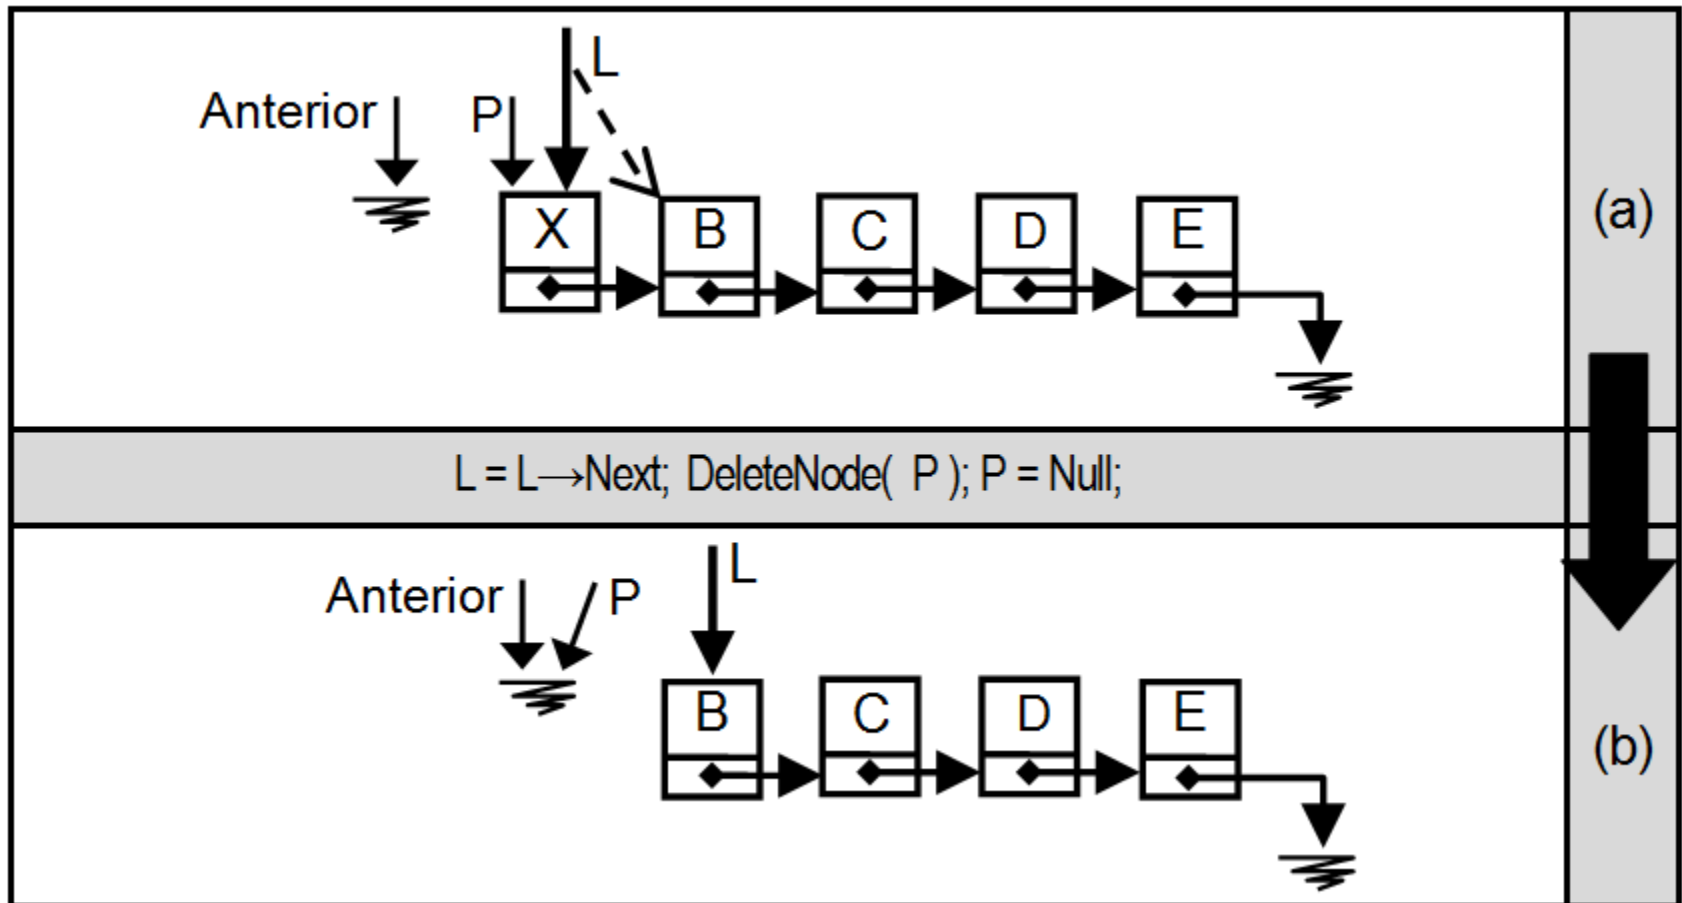 L
Anterior P
X B C D E
(a)
L = L→Next; DeleteNode( P ); P = Null;
L
Anterior P
B C D E
(b)